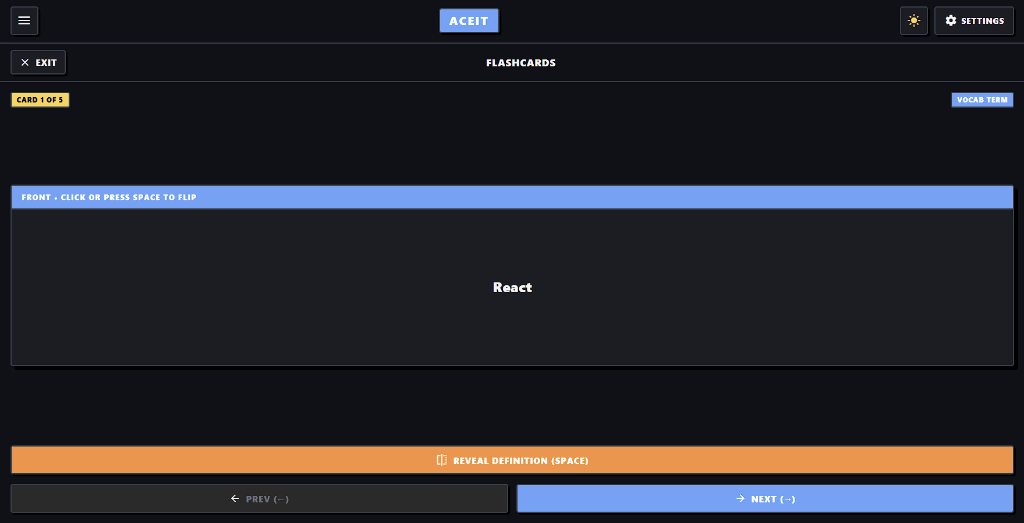 ACEIT
SETTINGS
EXIT
FLASHCARDS
CARD 1 OF 5
VOCAB TERM
FRONT • CLICK OR PRESS SPACE TO FLIP
React
REVEAL DEFINITION (SPACE)
← PREV (←)
→ NEXT (→)